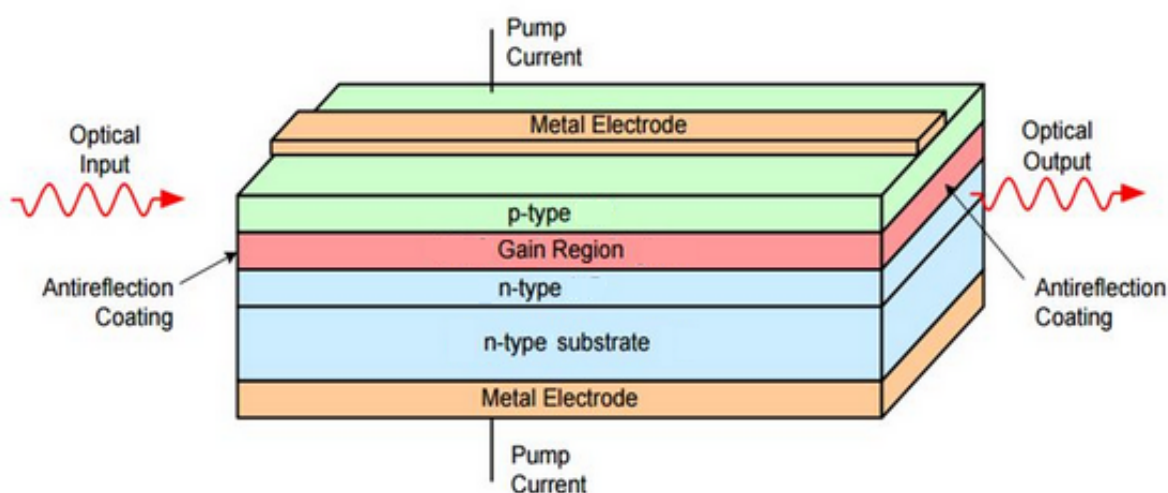 Pump
Current
Metal Electrode
Optical
Input
Optical
Output
p-type
Gain Region
n-type
Antireflection
Coating
Antireflection
Coating
n-type substrate
Metal Electrode
Pump
Current